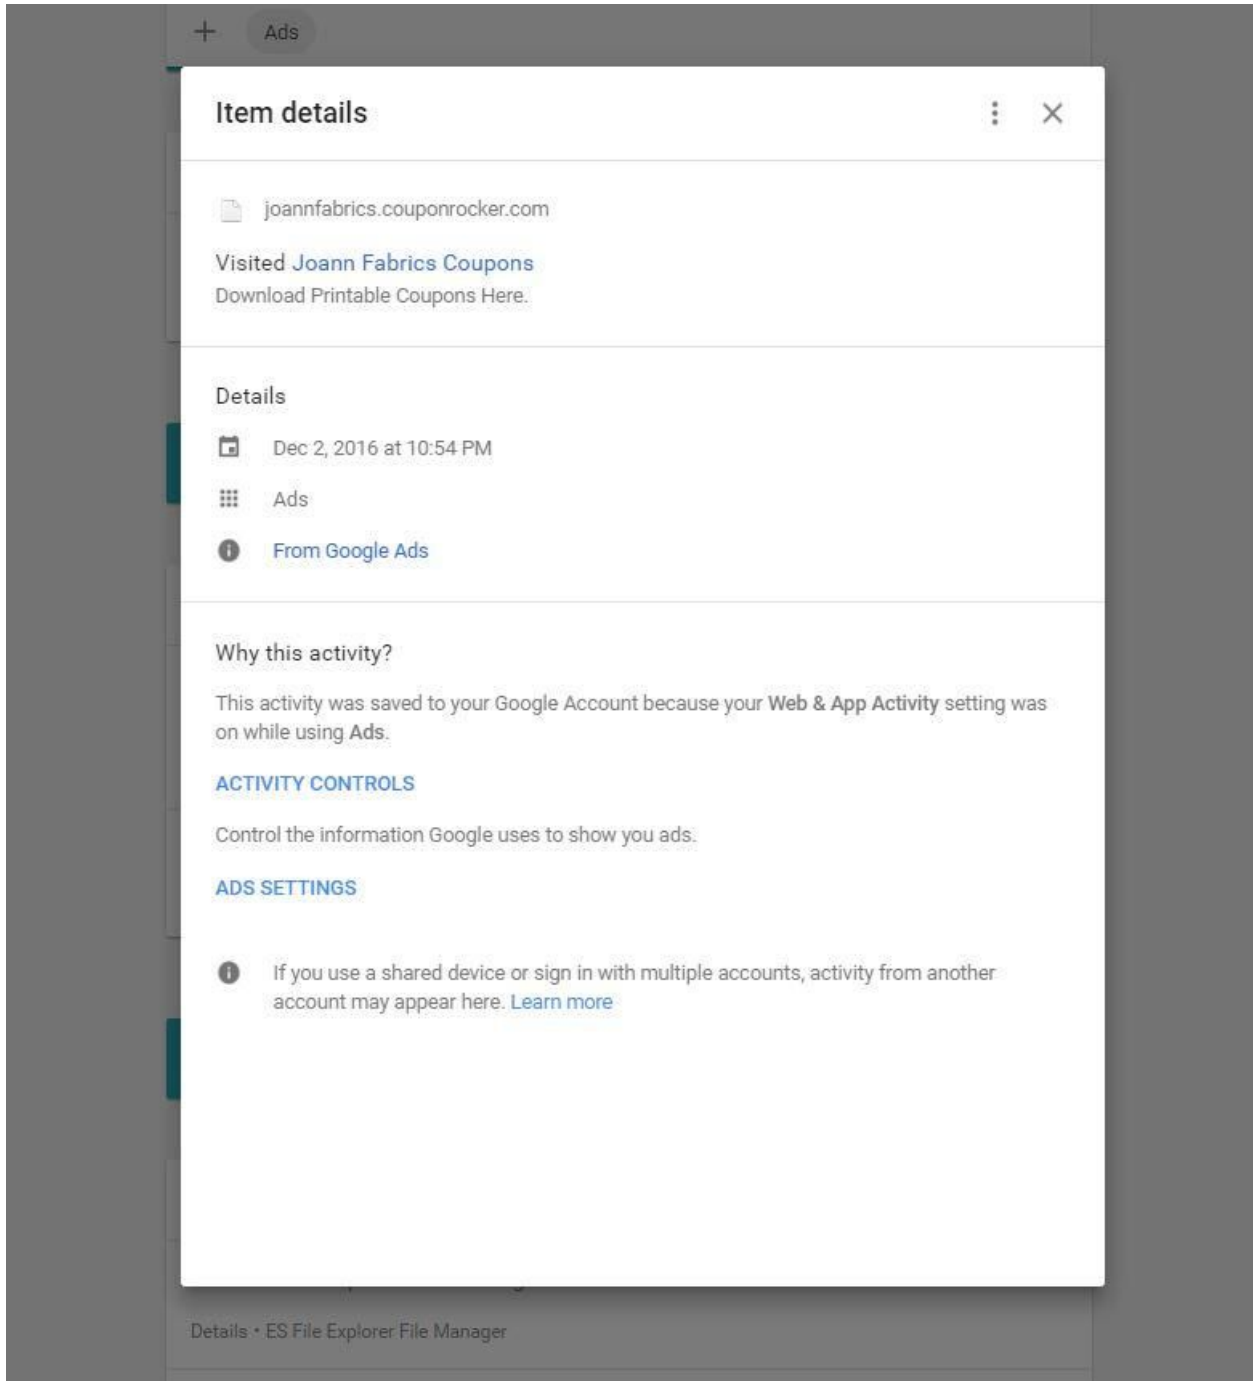 Ads
Item details
joannfabrics.couponrocker.com
Visited Joann Fabrics Coupons
Download Printable Coupons Here.
Details
Dec 2, 2016 at 10:54 PM
Ads
From Google Ads
Why this activity?
This activity was saved to your Google Account because your Web & App Activity setting was
on while using Ads.
ACTIVITY CONTROLS
Control the information Google uses to show you ads.
ADS SETTINGS
If you use a shared device or sign in with multiple accounts, activity from another
account may appear here. Learn more
Details • ES File Explorer File Manager